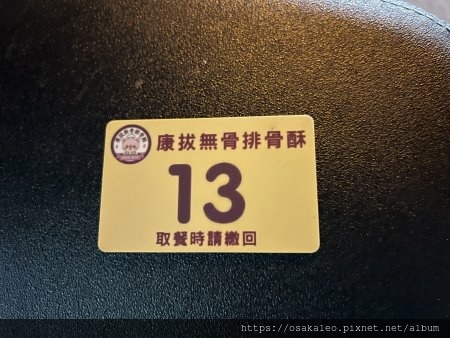 康拔無骨排骨酥
13
取餐時請繳回
https://osakaleo.pixnet.net/album